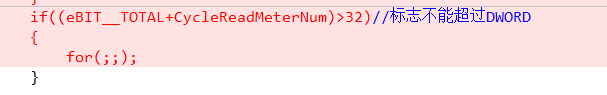 if((eBIT__TOTAL+CycleReadMeterNum)>32)//标志不能超过DWORD
{
for(;;);
}